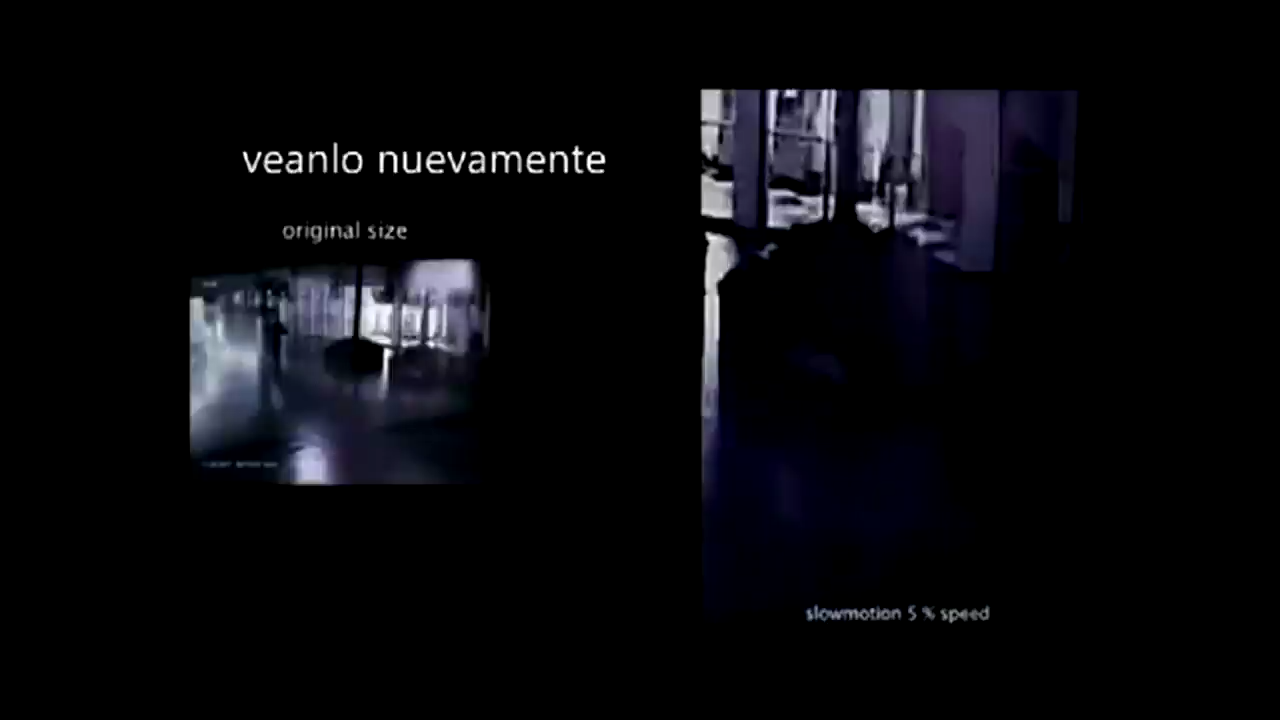 veanlo nuevamente
original size
slowmotion 5 % speed